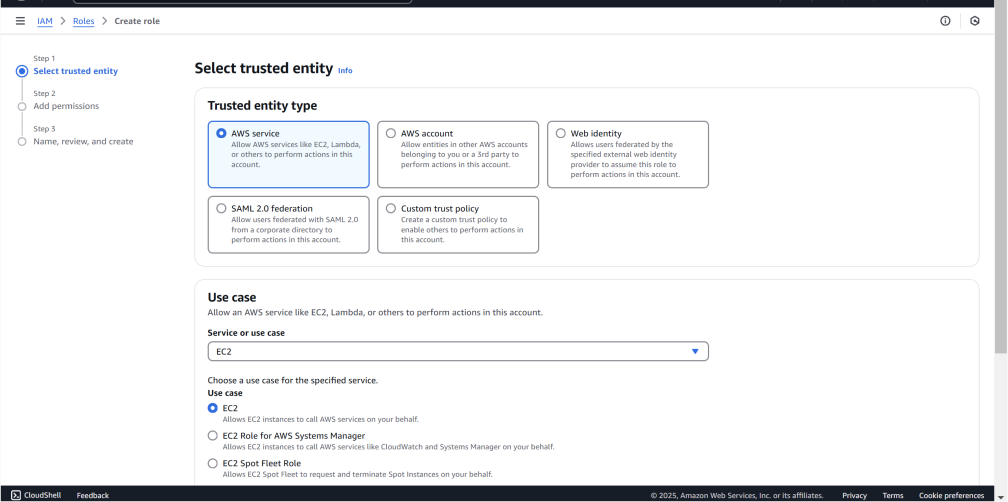 IAM > Roles > Create role
Step 1
Select trusted entity
Step 2
Add permissions
Step 3
Name, review, and create
Select trusted entity Info
Trusted entity type
AWS service
Allow AWS services like EC2, Lambda,
or others to perform actions in this
account.
AWS account
Allow entities in other AWS accounts
belonging to you or a 3rd party to
perform actions in this account.
Web identity
Allows users federated by the
specified external web identity
provider to assume this role to
perform actions in this account.
SAML 2.0 federation
Allow users federated with SAML 2.0
from a corporate directory to
perform actions in this account.
Custom trust policy
Create a custom trust policy to
enable others to perform actions in
this account.
Use case
Allow an AWS service like EC2, Lambda, or others to perform actions in this account.
Service or use case
EC2
Choose a use case for the specified service.
Use case
EC2
Allows EC2 instances to call AWS services on your behalf.
EC2 Role for AWS Systems Manager
Allows EC2 instances to call AWS services like CloudWatch and Systems Manager on your behalf.
EC2 Spot Fleet Role
Allows EC2 Spot Fleet to request and terminate Spot Instances on your behalf.
CloudShell Feedback © 2025, Amazon Web Services, Inc. or its affiliates. Privacy Terms Cookie preferences